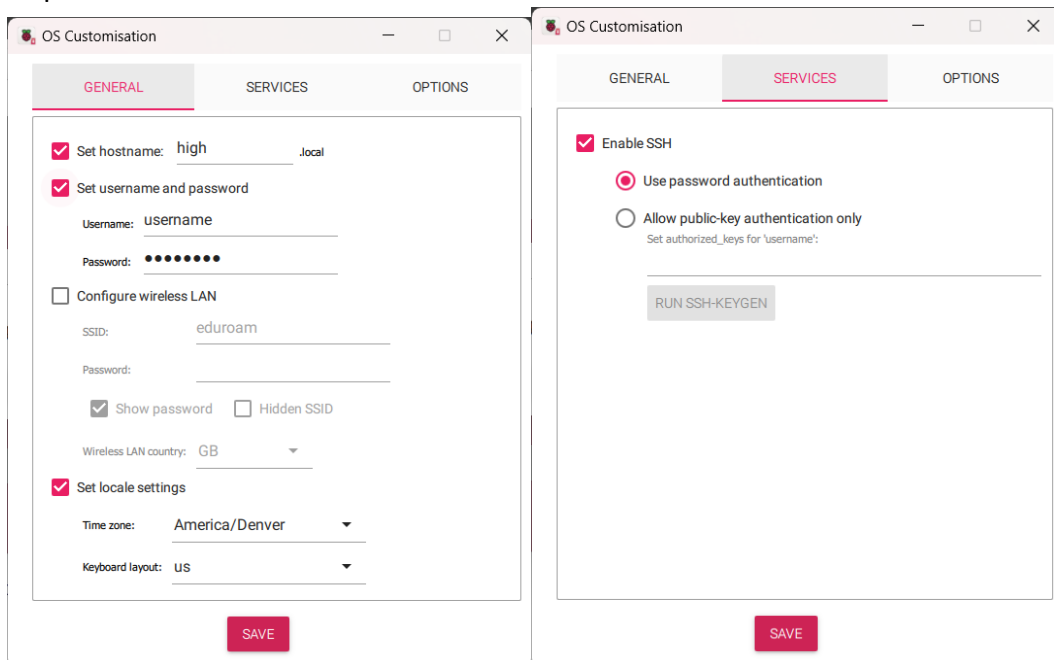 OS Customisation
GENERAL SERVICES OPTIONS
Set hostname: high .local
Set username and password
Username: username
Password: ••••••••
Configure wireless LAN
SSID: eduroam
Password:
Show password Hidden SSID
Wireless LAN country: GB
Set locale settings
Time zone: America/Denver
Keyboard layout: us
SAVE
OS Customisation
GENERAL SERVICES OPTIONS
Enable SSH
Use password authentication
Allow public-key authentication only
Set authorized_keys for 'username':
RUN SSH-KEYGEN
SAVE